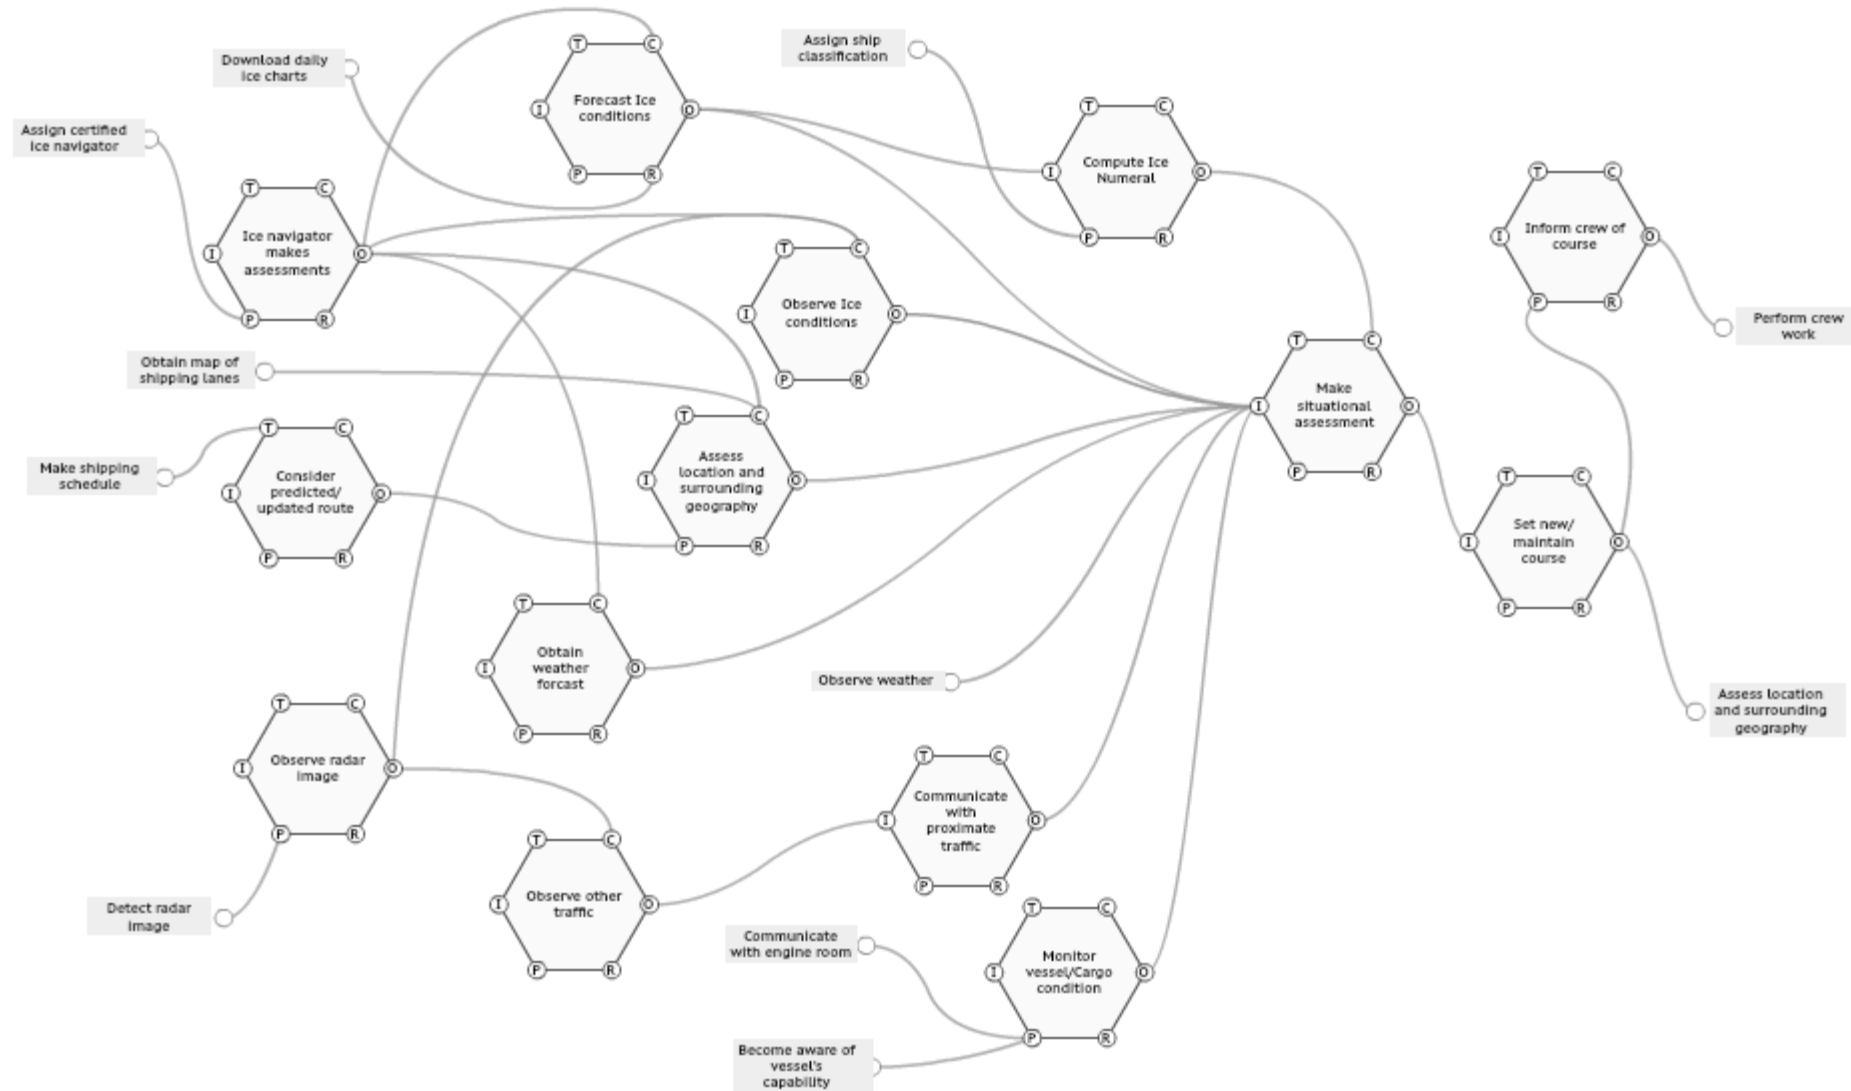 Assign ship
classification
Download daily
ice charts
T C
Forecast Ice
conditions
I O
P R
Assign certified
ice navigator
T C
Compute Ice
Numeral
I O
P R
T C
Ice navigator
makes
assessments
I O
P R
T C
Inform crew of
course
I O
P R
T C
Observe Ice
conditions
I O
P R
Perform crew
work
Obtain map of
shipping lanes
T C
Make
situational
assessment
I O
P R
T C
Assess
location and
surrounding
geography
I O
P R
Make shipping
schedule
T C
Consider
predicted/
updated route
I O
P R
T C
Set new/
maintain
course
I O
P R
T C
Obtain
weather
forcast
I O
P R
Observe weather
Assess location
and surrounding
geography
T C
Observe radar
image
I O
P R
T C
Communicate
with
proximate
traffic
I O
P R
T C
Observe other
traffic
I O
P R
Detect radar
image
Communicate
with engine room
T C
Monitor
vessel/Cargo
condition
I O
P R
Become aware of
vessel's
capability